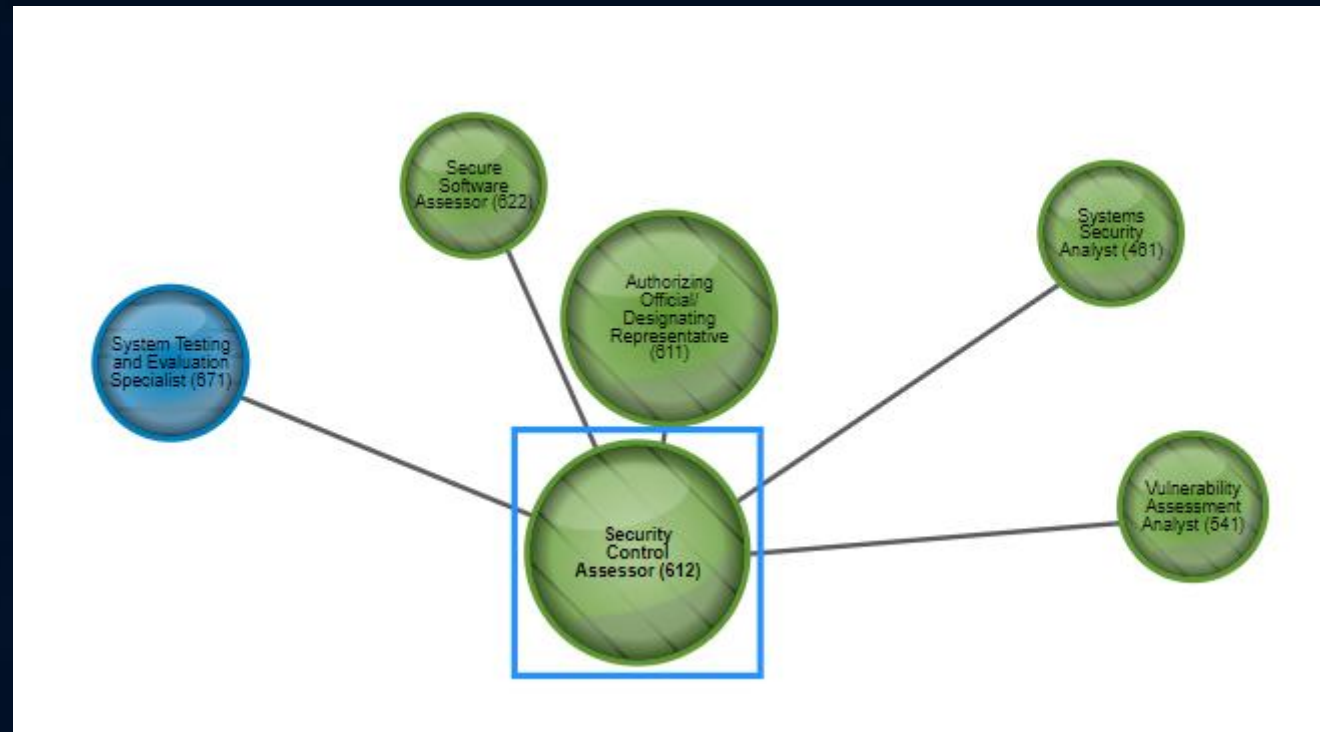 Secure
Software
Assessor (622)
Systems
Security
Analyst (461)
Authorizing
Official/
Designating
Representative
(611)
System Testing
and Evaluation
Specialist (671)
Vulnerability
Assessment
Analyst (541)
Security
Control
Assessor (612)